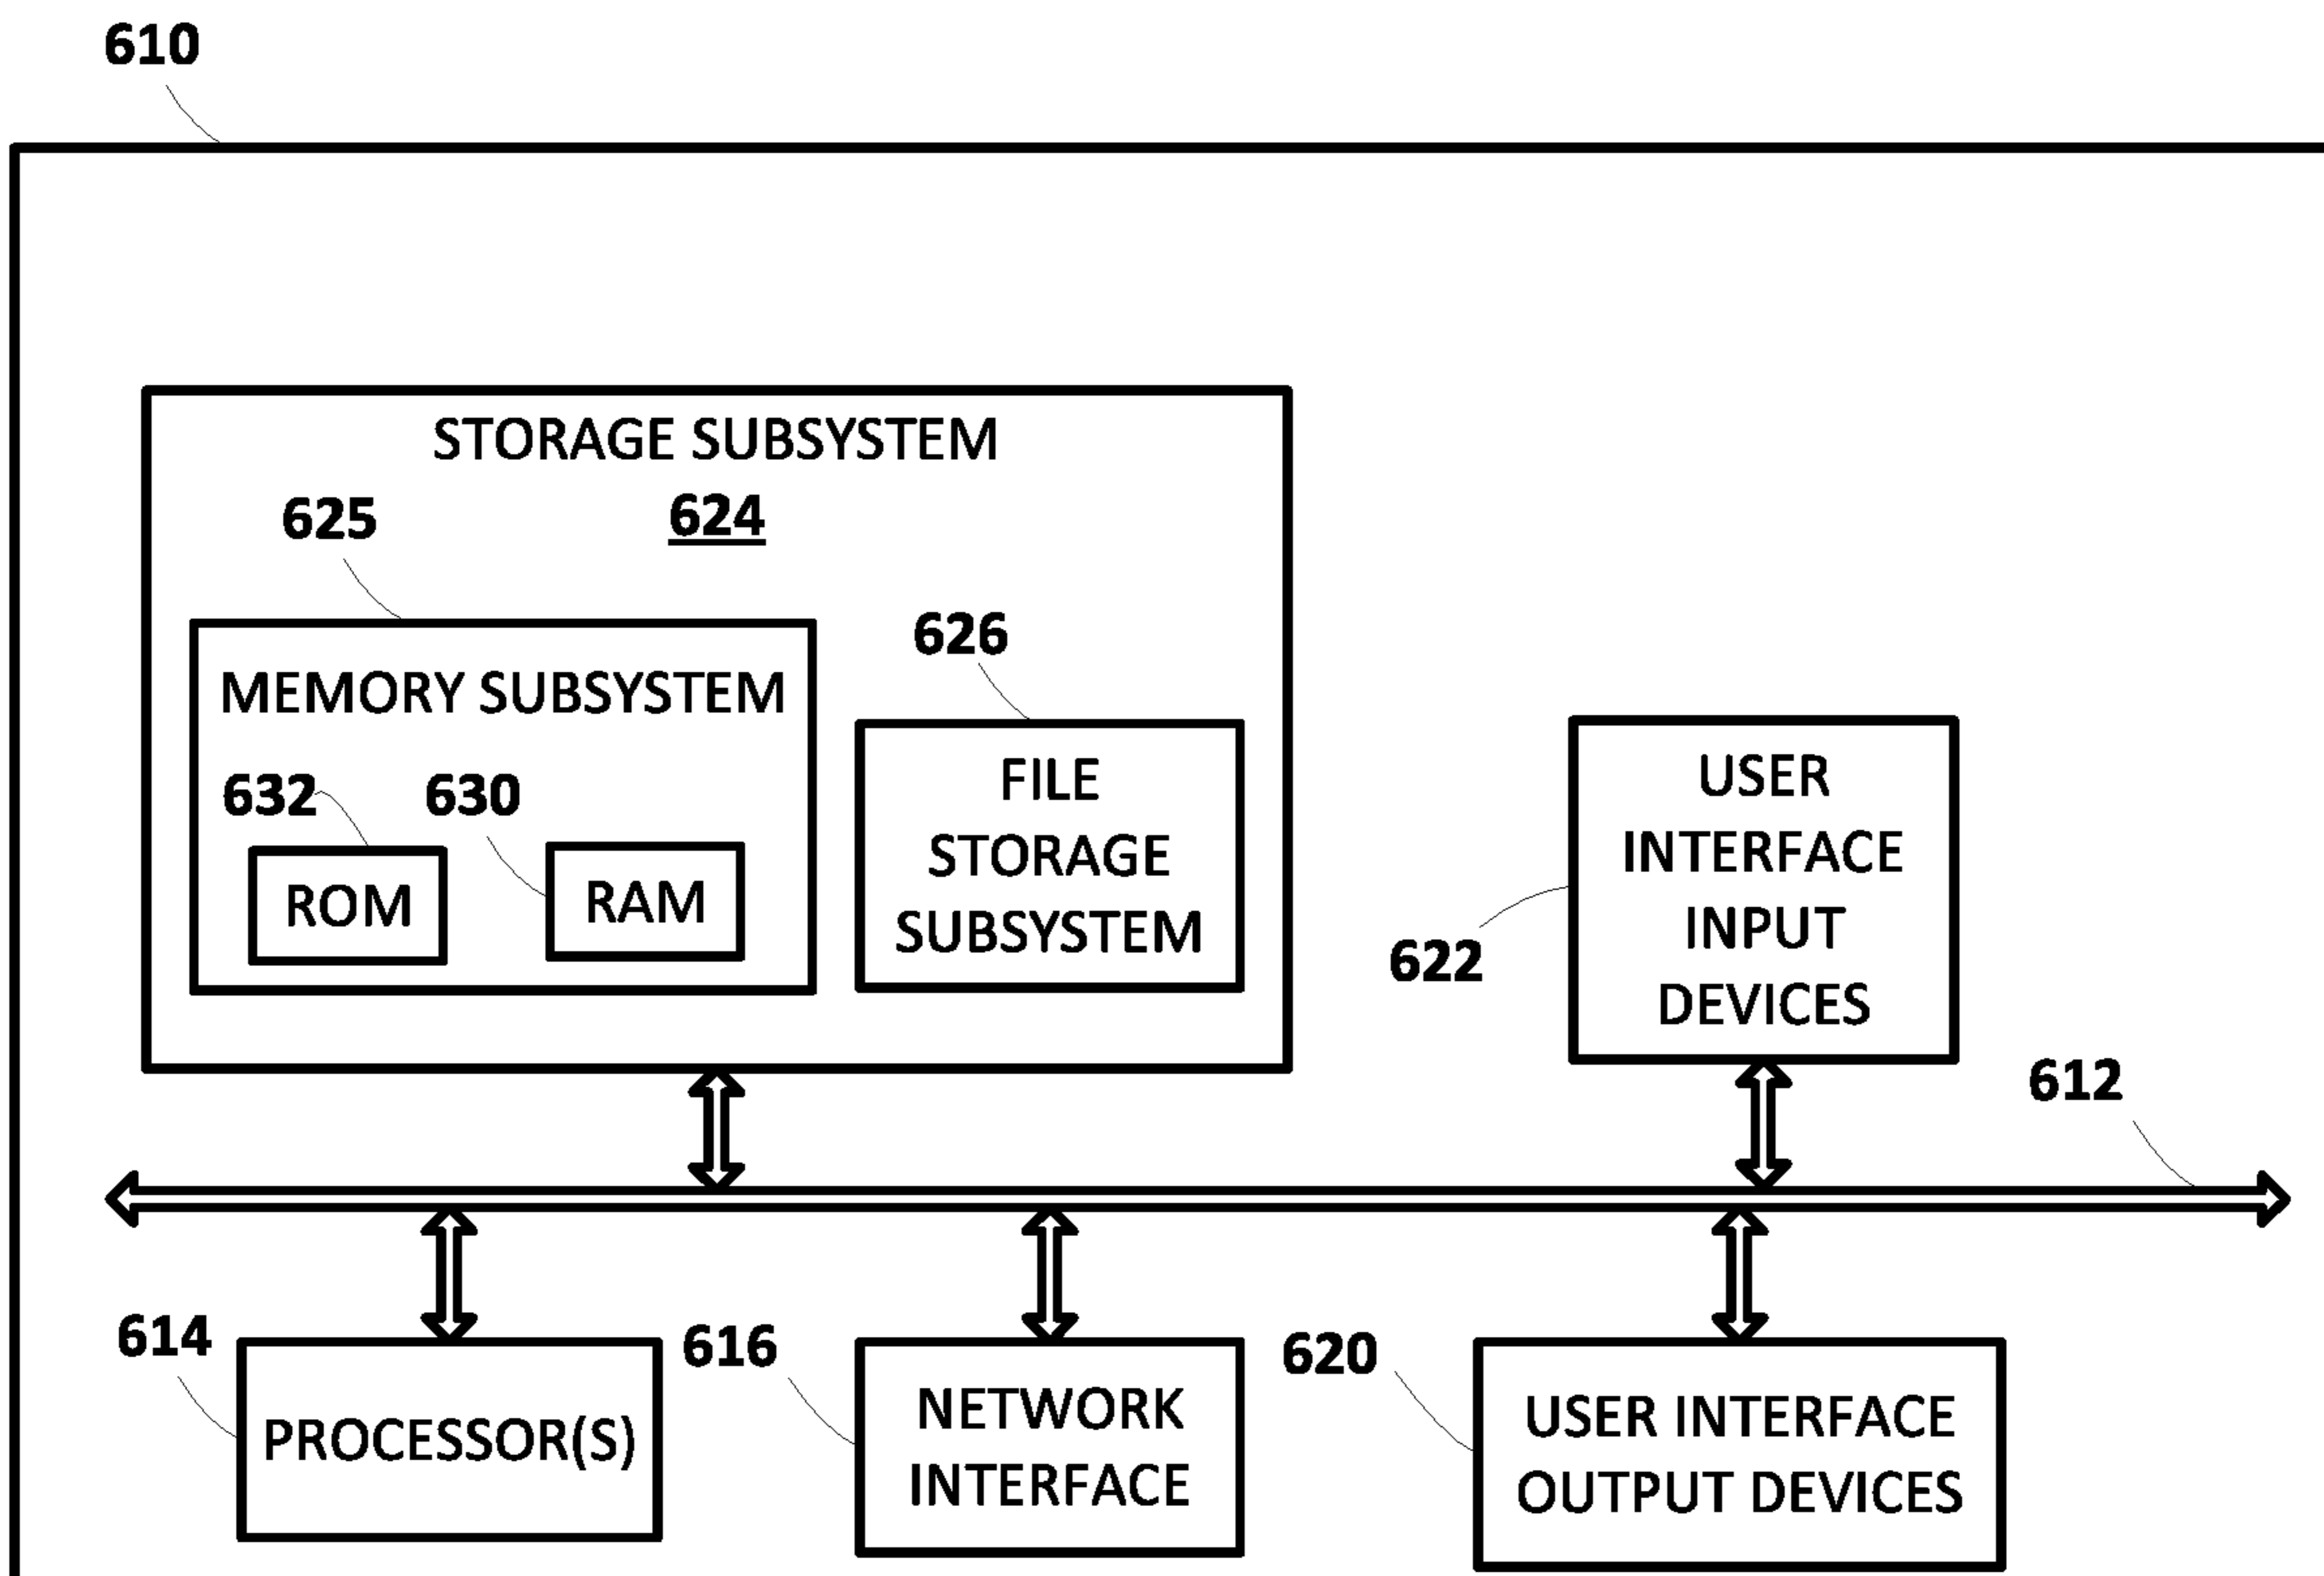 610
STORAGE SUBSYSTEM
624
625
MEMORY SUBSYSTEM
632
630
ROM
RAM
626
FILE
STORAGE
SUBSYSTEM
USER
INTERFACE
INPUT
DEVICES
622
612
614
PROCESSOR(S)
616
NETWORK
INTERFACE
620
USER INTERFACE
OUTPUT DEVICES